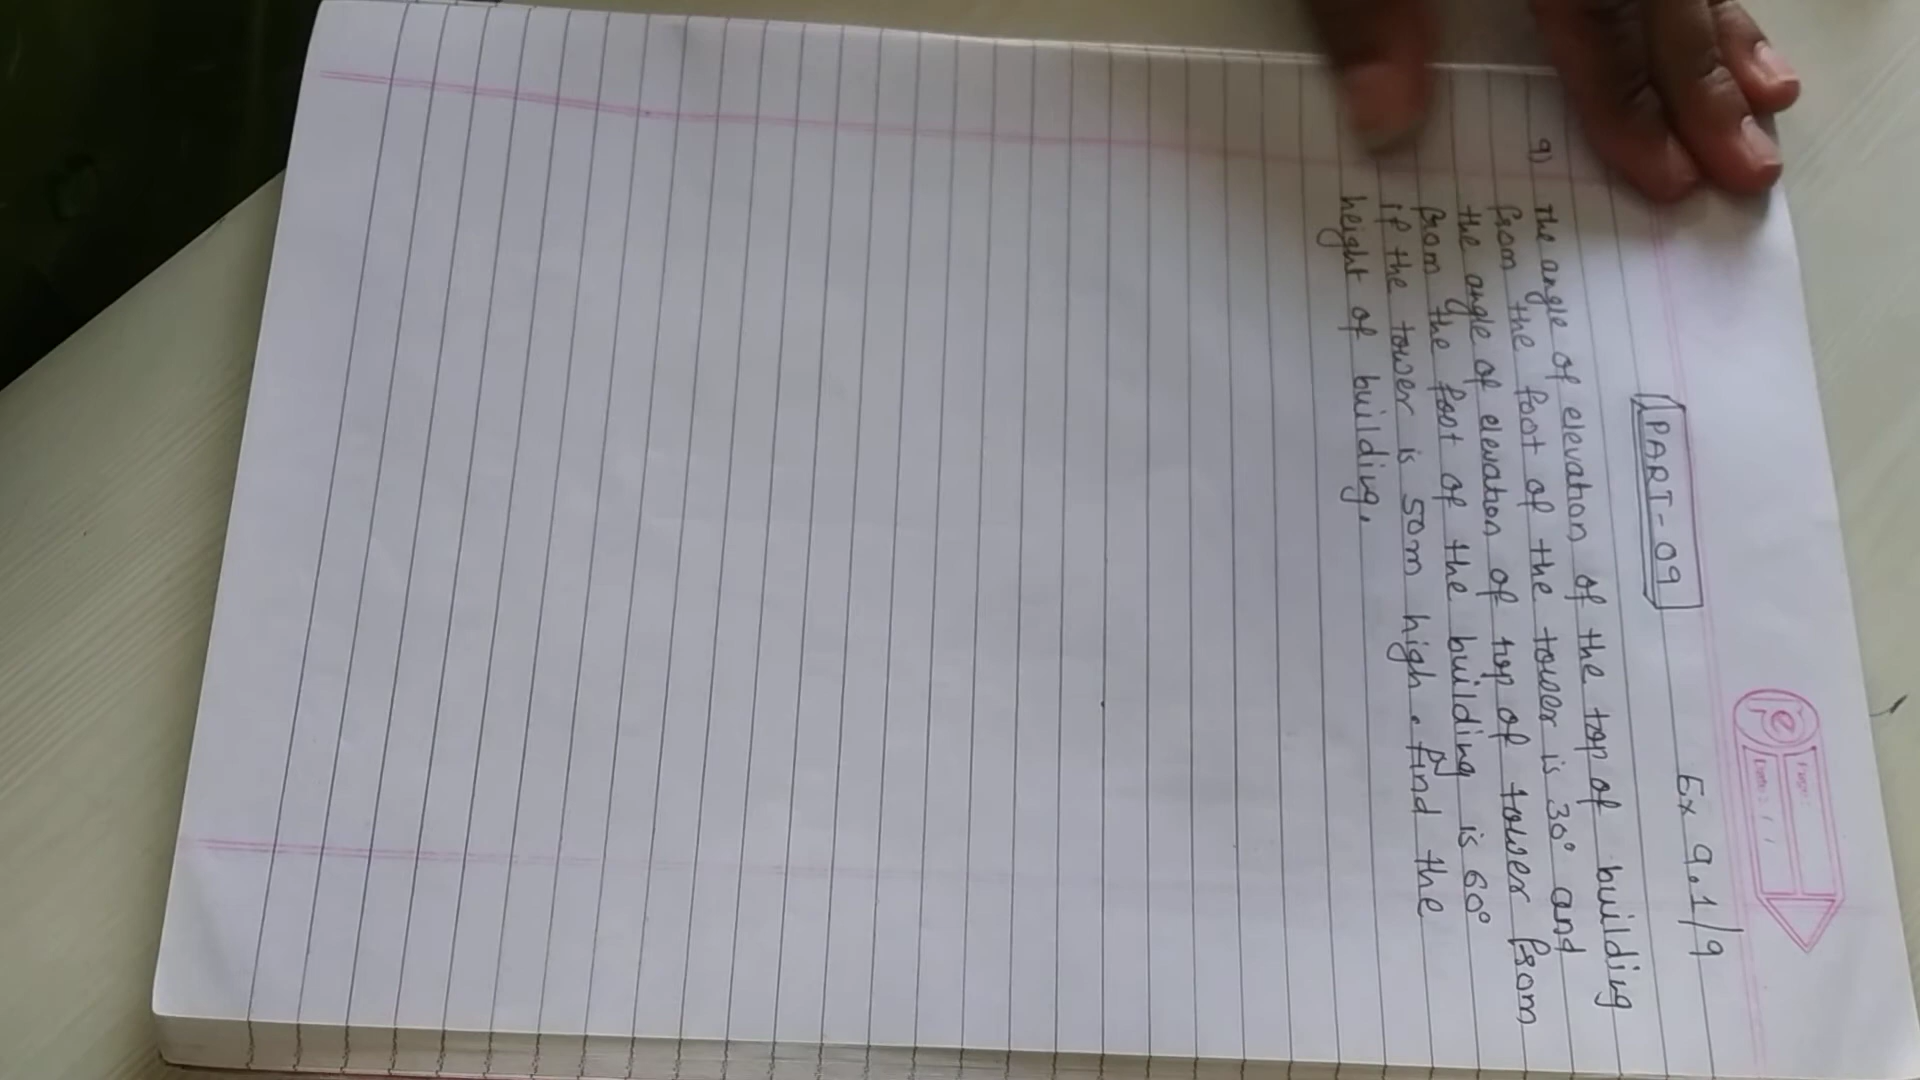 Page:
Date: / /
Ex 9.1/9
PART-09
9) The angle of elevation of the top of building
from the foot of the tower is 30° and
the angle of elevation of top of tower from
from the foot of the building is 60°
if the tower is 50m high. find the
height of building.